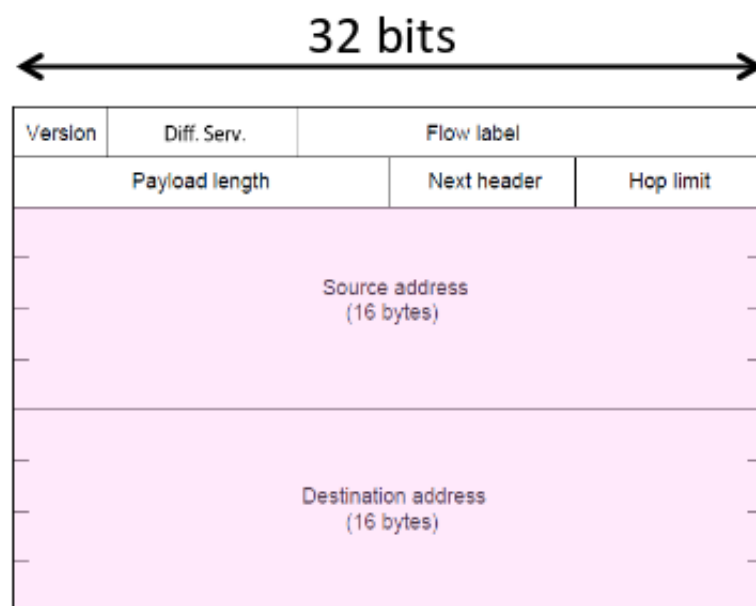 32 bits
Version Diff. Serv. Flow label
Payload length Next header Hop limit
Source address
(16 bytes)
Destination address
(16 bytes)